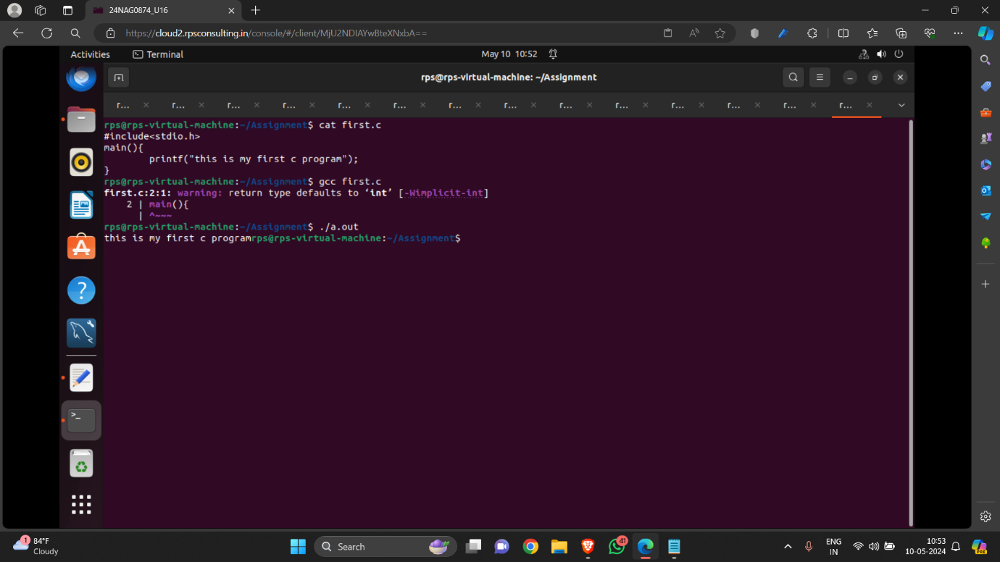 24NAG0874_U16
https://cloud2.rpsconsulting.in/console/#/client/MjU2NDIAYwBteXNxbA==
Activities
Terminal
May 10 10:52
rps@rps-virtual-machine: ~/Assignment
r... r... r... r... r... r... r... r... r... r... r... r... r... r...
rps@rps-virtual-machine:~/Assignment$ cat first.c
#include<stdio.h>
main(){
printf("this is my first c program");
}
rps@rps-virtual-machine:~/Assignment$ gcc first.c
first.c:2:1: warning: return type defaults to ‘int’ [-Wimplicit-int]
2 | main(){
| ^~~~
rps@rps-virtual-machine:~/Assignment$ ./a.out
this is my first c programrps@rps-virtual-machine:~/Assignment$
1
84°F
Cloudy
Search
41
ENG
IN
10:53
10-05-2024
PRE